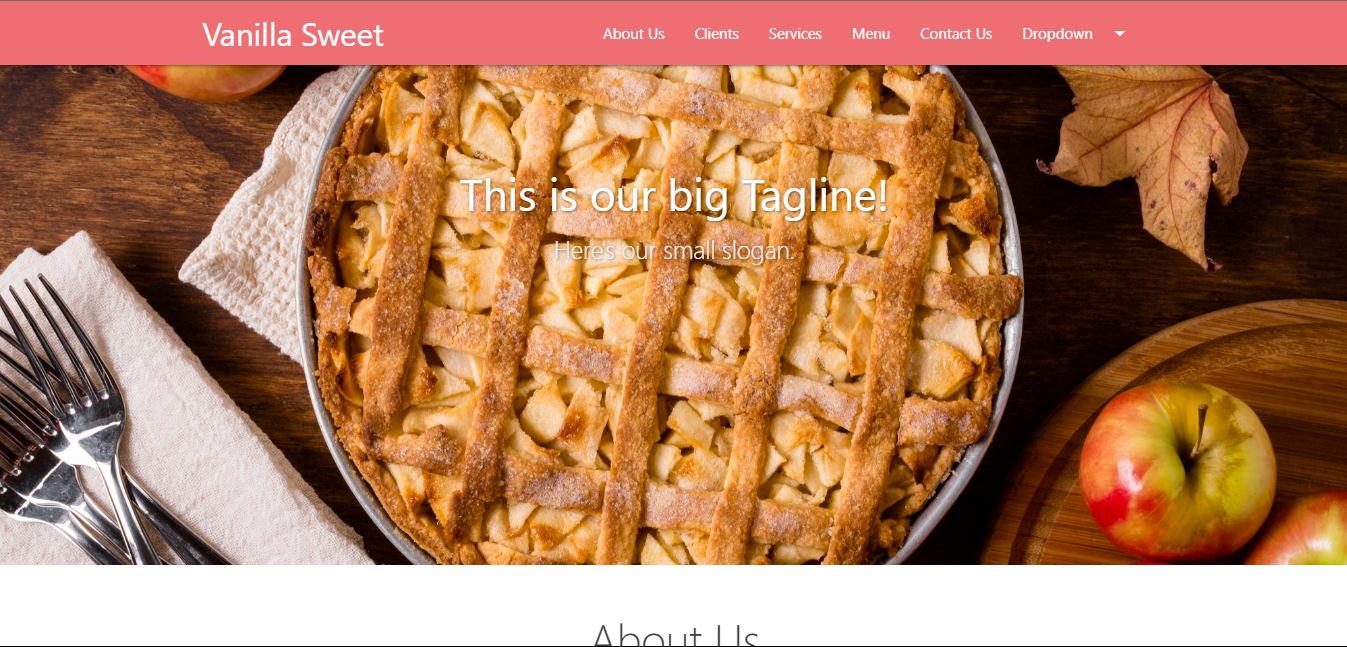 Vanilla Sweet
About Us Clients Services Menu Contact Us Dropdown
This is our big Tagline!
Here's our small slogan.
About Us